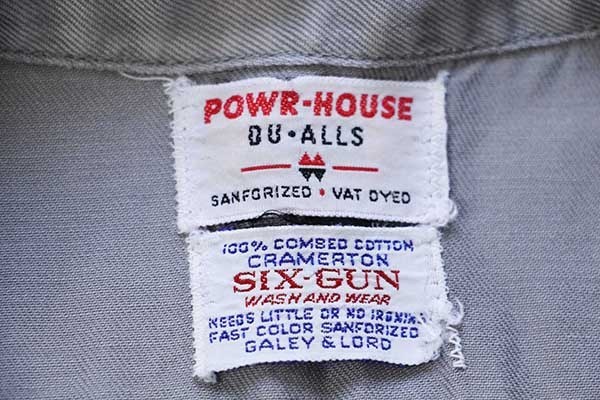 POWR-HOUSE
DU•ALLS
SANFORIZED • VAT DYED
100% COMBED COTTON
CRAMERTON
SIX-GUN
WASH AND WEAR
NEEDS LITTLE OR NO IRONING
FAST COLOR SANFORIZED
GALEY & LORD